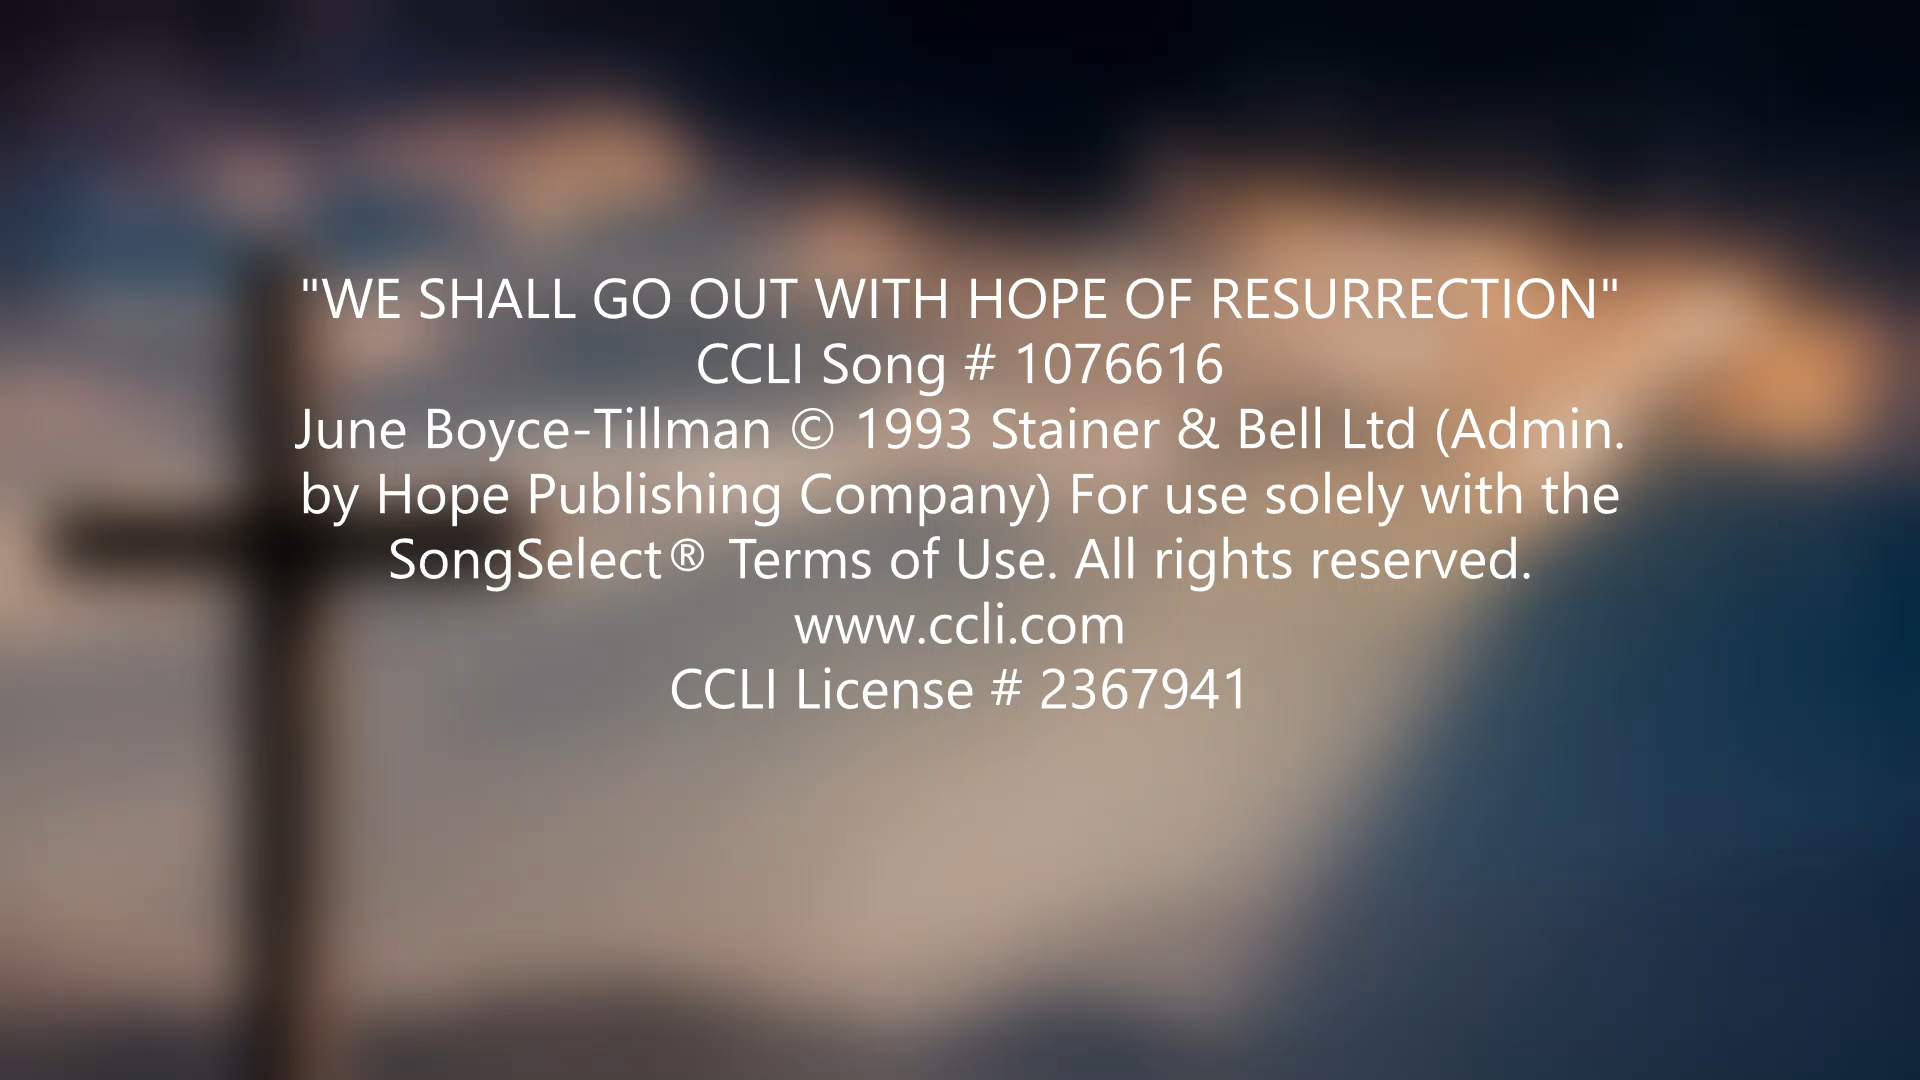 "WE SHALL GO OUT WITH HOPE OF RESURRECTION"
CCLI Song # 1076616
June Boyce-Tillman © 1993 Stainer & Bell Ltd (Admin.
by Hope Publishing Company) For use solely with the
SongSelect® Terms of Use. All rights reserved.
www.ccli.com
CCLI License # 2367941